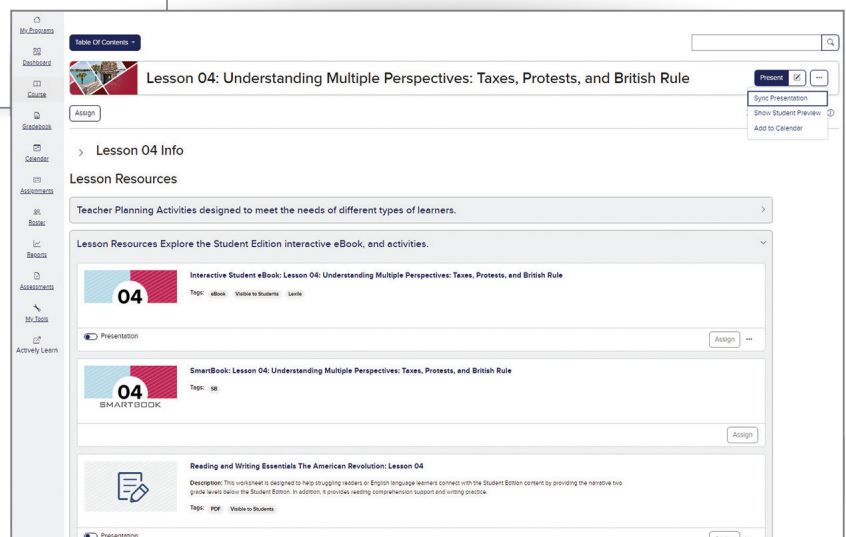 My Programs
Dashboard
Course
Gradebook
Calendar
Assignments
Roster
Reports
Assessments
My Tools
Actively Learn
Table Of Contents
Lesson 04: Understanding Multiple Perspectives: Taxes, Protests, and British Rule
Present
Sync Presentation
Show Student Preview
Add to Calendar
Assign
Lesson 04 Info
Lesson Resources
Teacher Planning Activities designed to meet the needs of different types of learners.
Lesson Resources Explore the Student Edition interactive eBook, and activities.
04
Interactive Student eBook: Lesson 04: Understanding Multiple Perspectives: Taxes, Protests, and British Rule
Tags: eBook Visible to Students Lexile
Presentation
Assign
04
SMARTBOOK
SmartBook: Lesson 04: Understanding Multiple Perspectives: Taxes, Protests, and British Rule
Tags: SB
Assign
Reading and Writing Essentials The American Revolution: Lesson 04
Description: This worksheet is designed to help struggling readers or English language learners connect with the Student Edition content by providing the narrative two
grade levels below the Student Edition. In addition, it provides reading comprehension support and writing practice.
Tags: PDF Visible to Students
Presentation